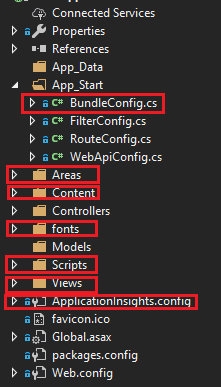 Connected Services
Properties
References
App_Data
App_Start
C# BundleConfig.cs
C# FilterConfig.cs
C# RouteConfig.cs
C# WebApiConfig.cs
Areas
Content
Controllers
fonts
Models
Scripts
Views
ApplicationInsights.config
favicon.ico
Global.asax
packages.config
Web.config